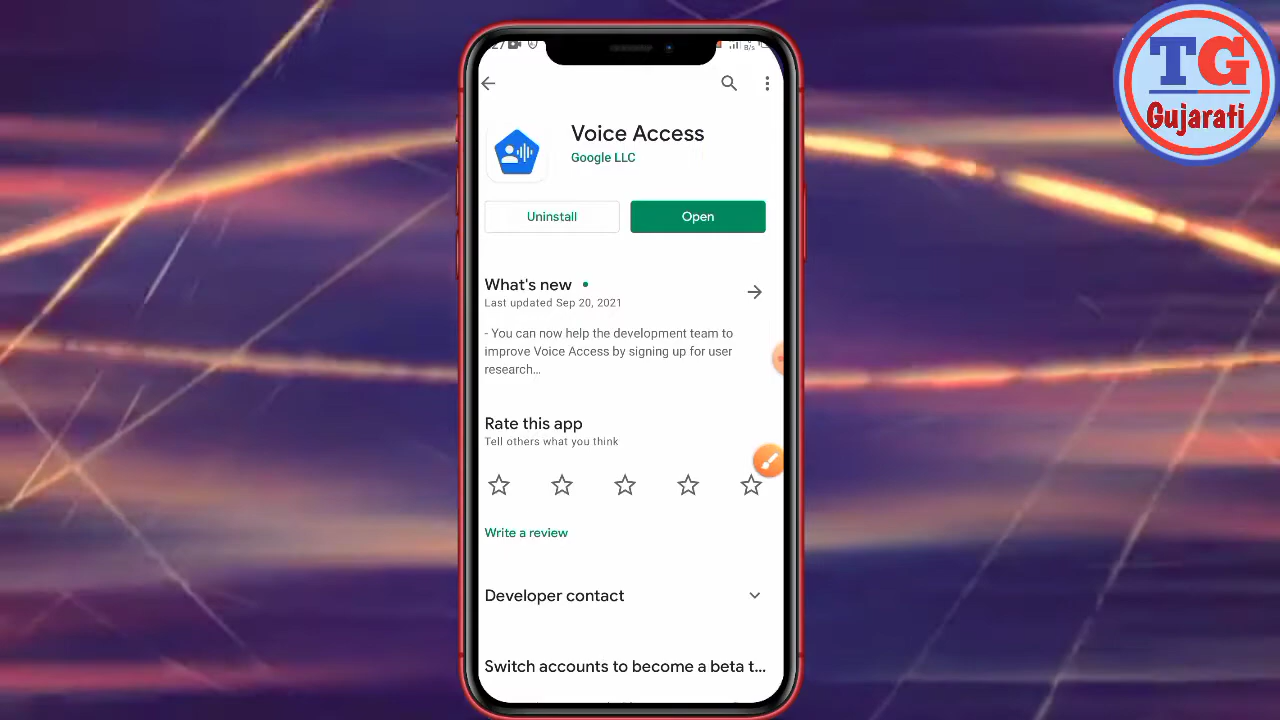 TG
Gujarati
B/s
Voice Access
Google LLC
Uninstall
Open
What's new
Last updated Sep 20, 2021
- You can now help the development team to
improve Voice Access by signing up for user
research...
Rate this app
Tell others what you think
Write a review
Developer contact
Switch accounts to become a beta t...